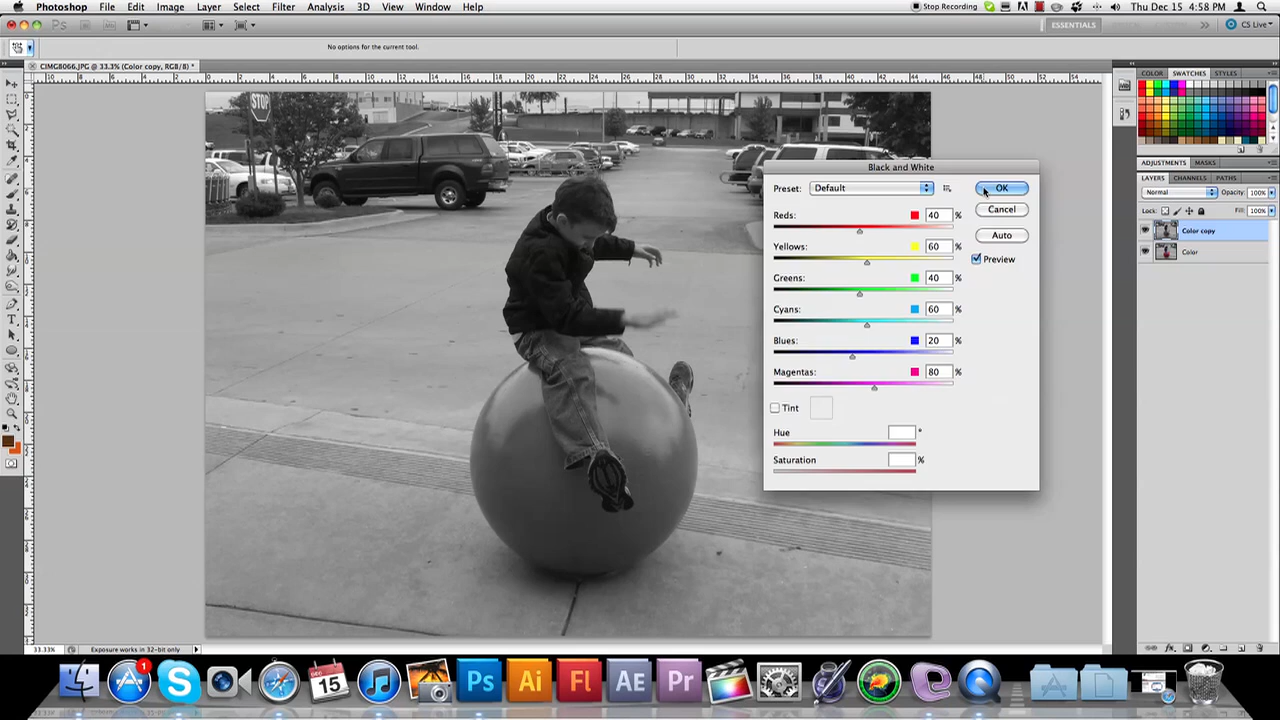 Photoshop File Edit Image Layer Select Filter Analysis 3D View Window Help Stop Recording Thu Dec 15 4:58 PM
Ps ESSENTIALS CS Live
No options for the current tool.
CIMG8066.JPG @ 33.3% (Color copy, RGB/8) *
STOP
Black and White
Preset: Default OK
Cancel
Auto
Preview
Reds: 40 %
Yellows: 60 %
Greens: 40 %
Cyans: 60 %
Blues: 20 %
Magentas: 80 %
Tint
Hue °
Saturation %
COLOR SWATCHES STYLES
ADJUSTMENTS MASKS
LAYERS CHANNELS PATHS
Normal Opacity: 100%
Lock: Fill: 100%
Color copy
Color
33.33% Exposure works in 32-bit only
1
DEC
15
Ps Ai Fl AE Pr